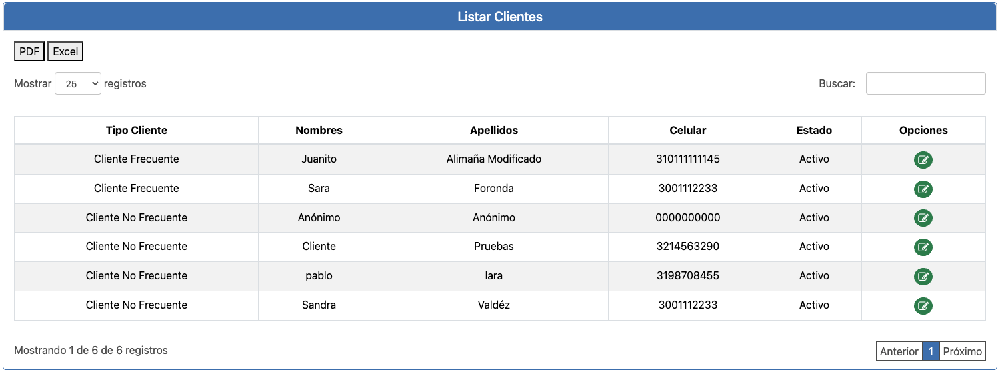 Listar Clientes
PDF Excel
Mostrar 25 registros Buscar:
Tipo Cliente Nombres Apellidos Celular Estado Opciones
Cliente Frecuente Juanito Alimaña Modificado 310111111145 Activo
Cliente Frecuente Sara Foronda 3001112233 Activo
Cliente No Frecuente Anónimo Anónimo 0000000000 Activo
Cliente No Frecuente Cliente Pruebas 3214563290 Activo
Cliente No Frecuente pablo lara 3198708455 Activo
Cliente No Frecuente Sandra Valdéz 3001112233 Activo
Mostrando 1 de 6 de 6 registros Anterior 1 Próximo